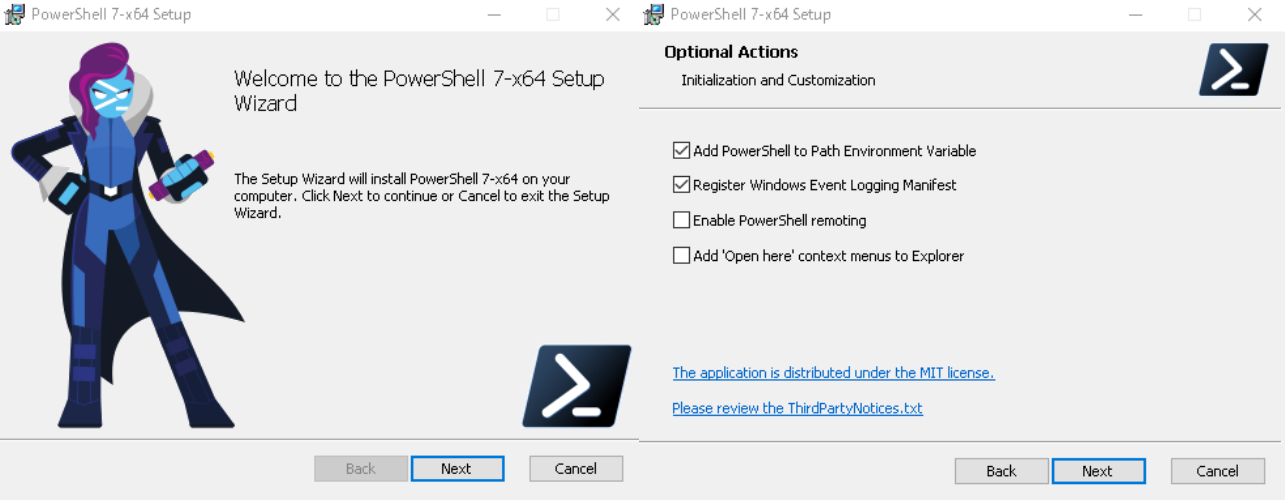 PowerShell 7-x64 Setup
Welcome to the PowerShell 7-x64 Setup
Wizard
The Setup Wizard will install PowerShell 7-x64 on your
computer. Click Next to continue or Cancel to exit the Setup
Wizard.
Back
Next
Cancel
PowerShell 7-x64 Setup
Optional Actions
Initialization and Customization
Add PowerShell to Path Environment Variable
Register Windows Event Logging Manifest
Enable PowerShell remoting
Add 'Open here' context menus to Explorer
The application is distributed under the MIT license.
Please review the ThirdPartyNotices.txt
Back
Next
Cancel